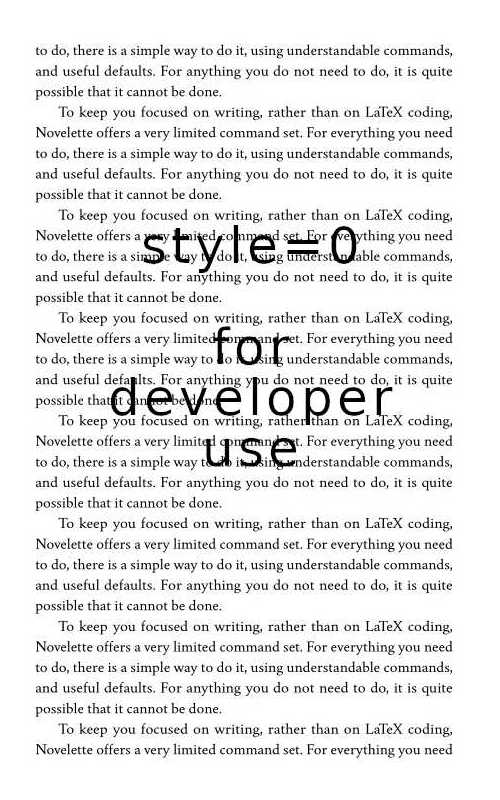 to do, there is a simple way to do it, using understandable commands,
and useful defaults. For anything you do not need to do, it is quite
possible that it cannot be done.
To keep you focused on writing, rather than on LaTeX coding,
Novelette offers a very limited command set. For everything you need
to do, there is a simple way to do it, using understandable commands,
and useful defaults. For anything you do not need to do, it is quite
possible that it cannot be done.
To keep you focused on writing, rather than on LaTeX coding,
Novelette offers a very limited command set. For everything you need
to do, there is a simple way to do it, using understandable commands,
and useful defaults. For anything you do not need to do, it is quite
possible that it cannot be done.
To keep you focused on writing, rather than on LaTeX coding,
Novelette offers a very limited command set. For everything you need
to do, there is a simple way to do it, using understandable commands,
and useful defaults. For anything you do not need to do, it is quite
possible that it cannot be done.
To keep you focused on writing, rather than on LaTeX coding,
Novelette offers a very limited command set. For everything you need
to do, there is a simple way to do it, using understandable commands,
and useful defaults. For anything you do not need to do, it is quite
possible that it cannot be done.
To keep you focused on writing, rather than on LaTeX coding,
Novelette offers a very limited command set. For everything you need
to do, there is a simple way to do it, using understandable commands,
and useful defaults. For anything you do not need to do, it is quite
possible that it cannot be done.
To keep you focused on writing, rather than on LaTeX coding,
Novelette offers a very limited command set. For everything you need
to do, there is a simple way to do it, using understandable commands,
and useful defaults. For anything you do not need to do, it is quite
possible that it cannot be done.
To keep you focused on writing, rather than on LaTeX coding,
Novelette offers a very limited command set. For everything you need
style=0
for
developer
use